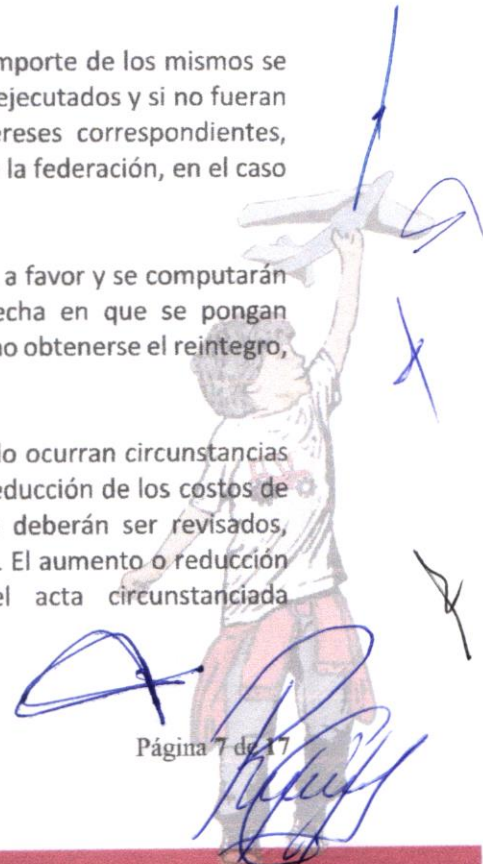 mporte de los mismos se
ejecutados y si no fueran
ereses correspondientes,
la federación, en el caso
a favor y se computarán
echa en que se pongan
no obtenerse el reintegro,
do ocurran circunstancias
educción de los costos de
deberán ser revisados,
. El aumento o reducción
el acta circunstanciada
Página 7 de 17